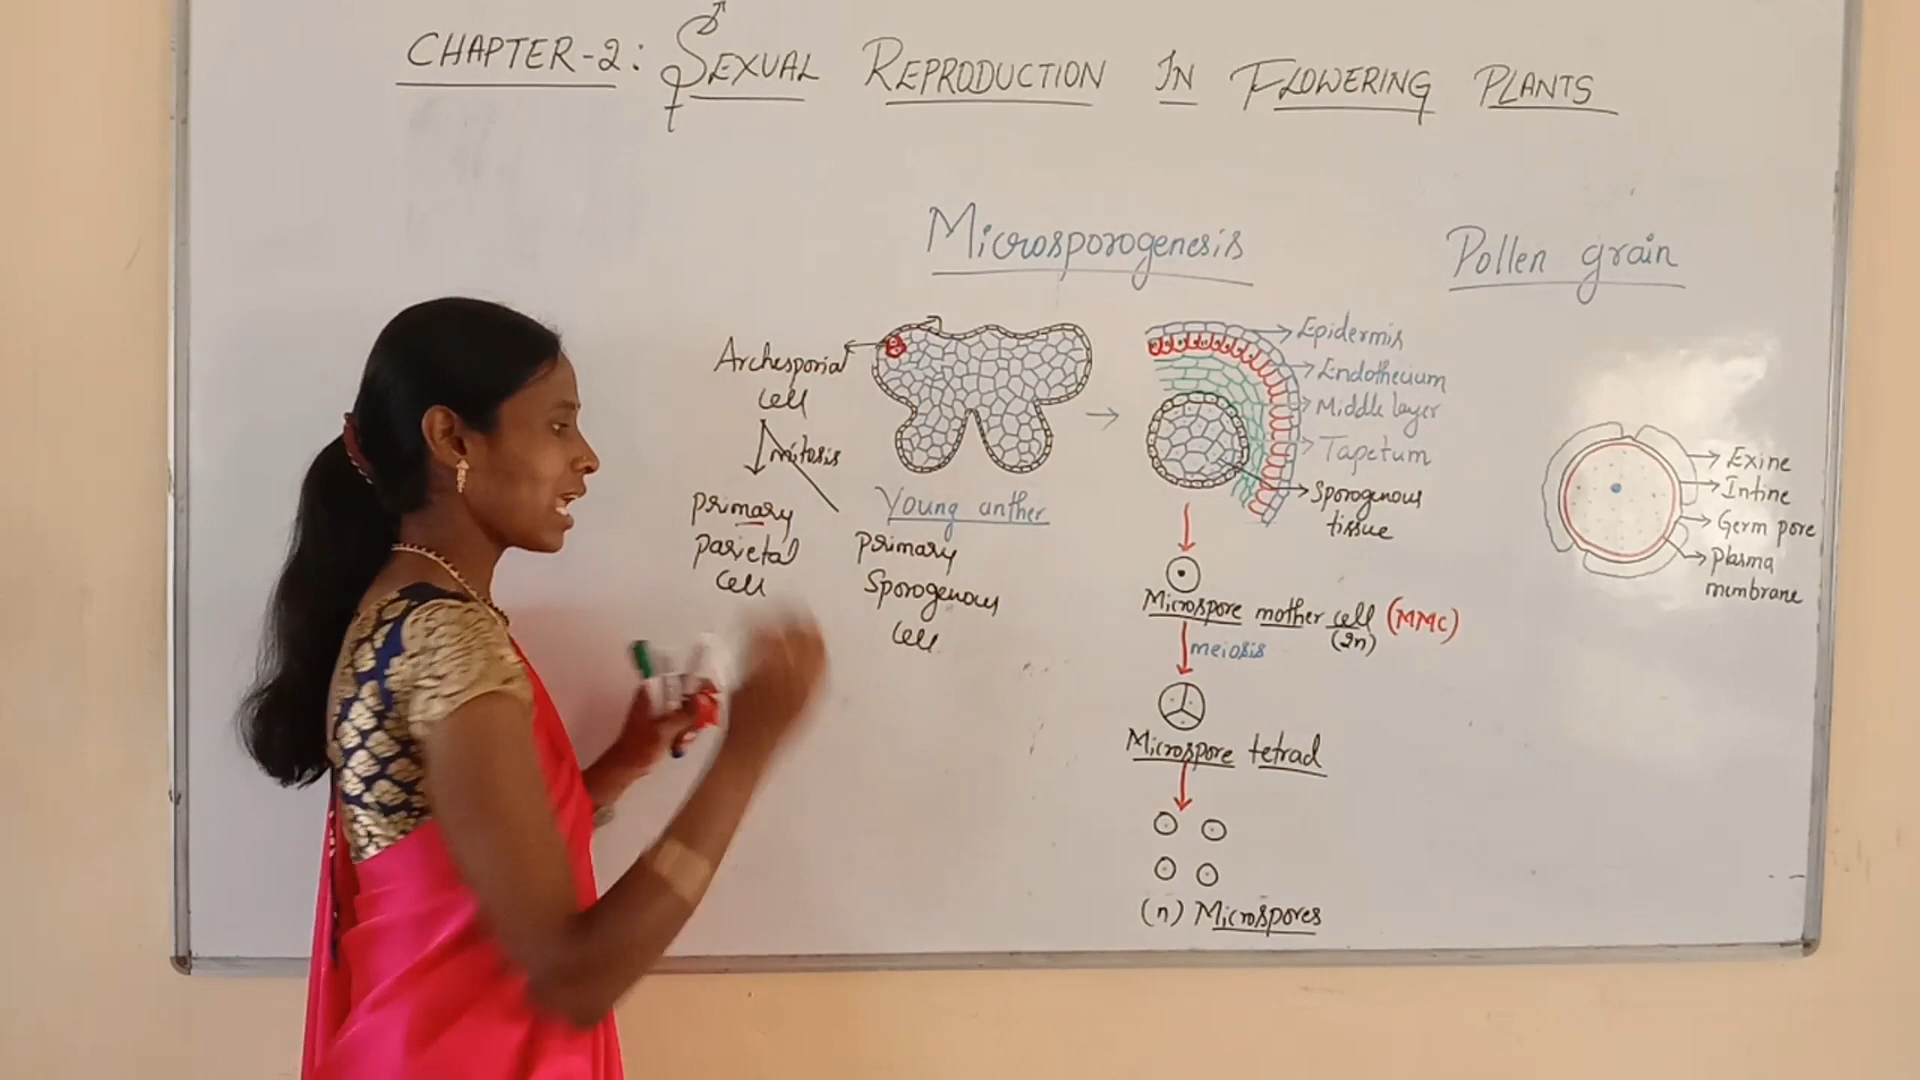 CHAPTER-2: SEXUAL REPRODUCTION IN FLOWERING PLANTS
Microsporogenesis
Pollen grain
Archesporial
cell
mitosis
primary
parietal
cell
primary
Sporogenous
cell
Young anther
Epidermis
Endothecium
Middle layer
Tapetum
Sporogenous
tissue
Microspore mother cell (MMC)
(2n)
meiosis
Microspore tetrad
(n) Microspores
Exine
Intine
Germ pore
plasma
membrane